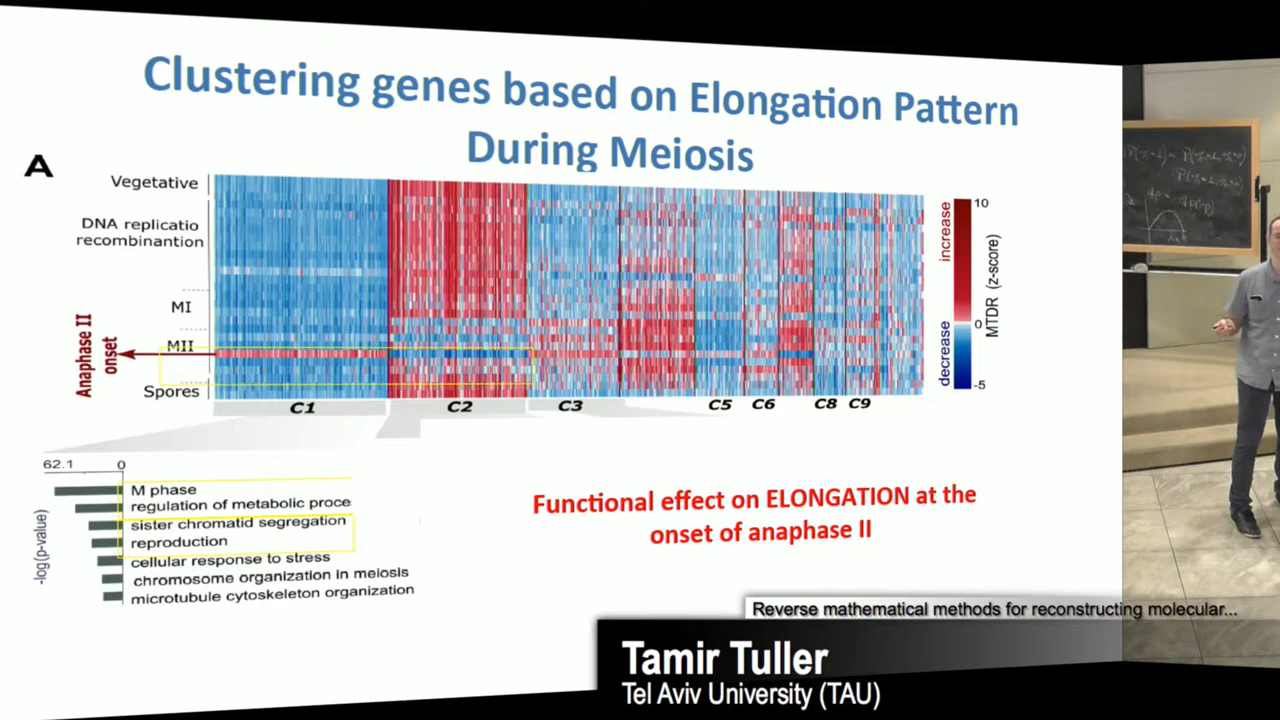 Clustering genes based on Elongation Pattern
During Meiosis
A
Vegetative
DNA replicatio
recombinantion
MI
MII
Spores
Anaphase II
onset
C1
C2
C3
C5
C6
C8
C9
increase
decrease
10
0
-5
MTDR (z-score)
62.1
0
M phase
regulation of metabolic proce
sister chromatid segregation
reproduction
cellular response to stress
chromosome organization in meiosis
microtubule cytoskeleton organization
-log(p-value)
Functional effect on ELONGATION at the
onset of anaphase II
Reverse mathematical methods for reconstructing molecular...
Tamir Tuller
Tel Aviv University (TAU)